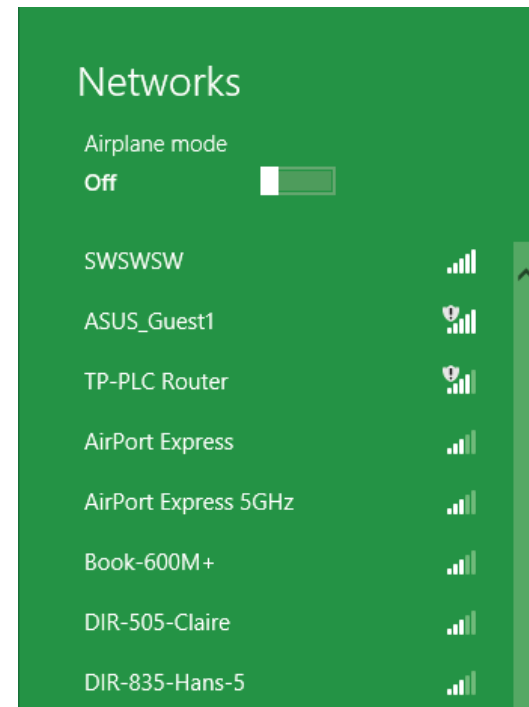 Networks
Airplane mode
Off
SWSWSW
ASUS_Guest1
TP-PLC Router
AirPort Express
AirPort Express 5GHz
Book-600M+
DIR-505-Claire
DIR-835-Hans-5